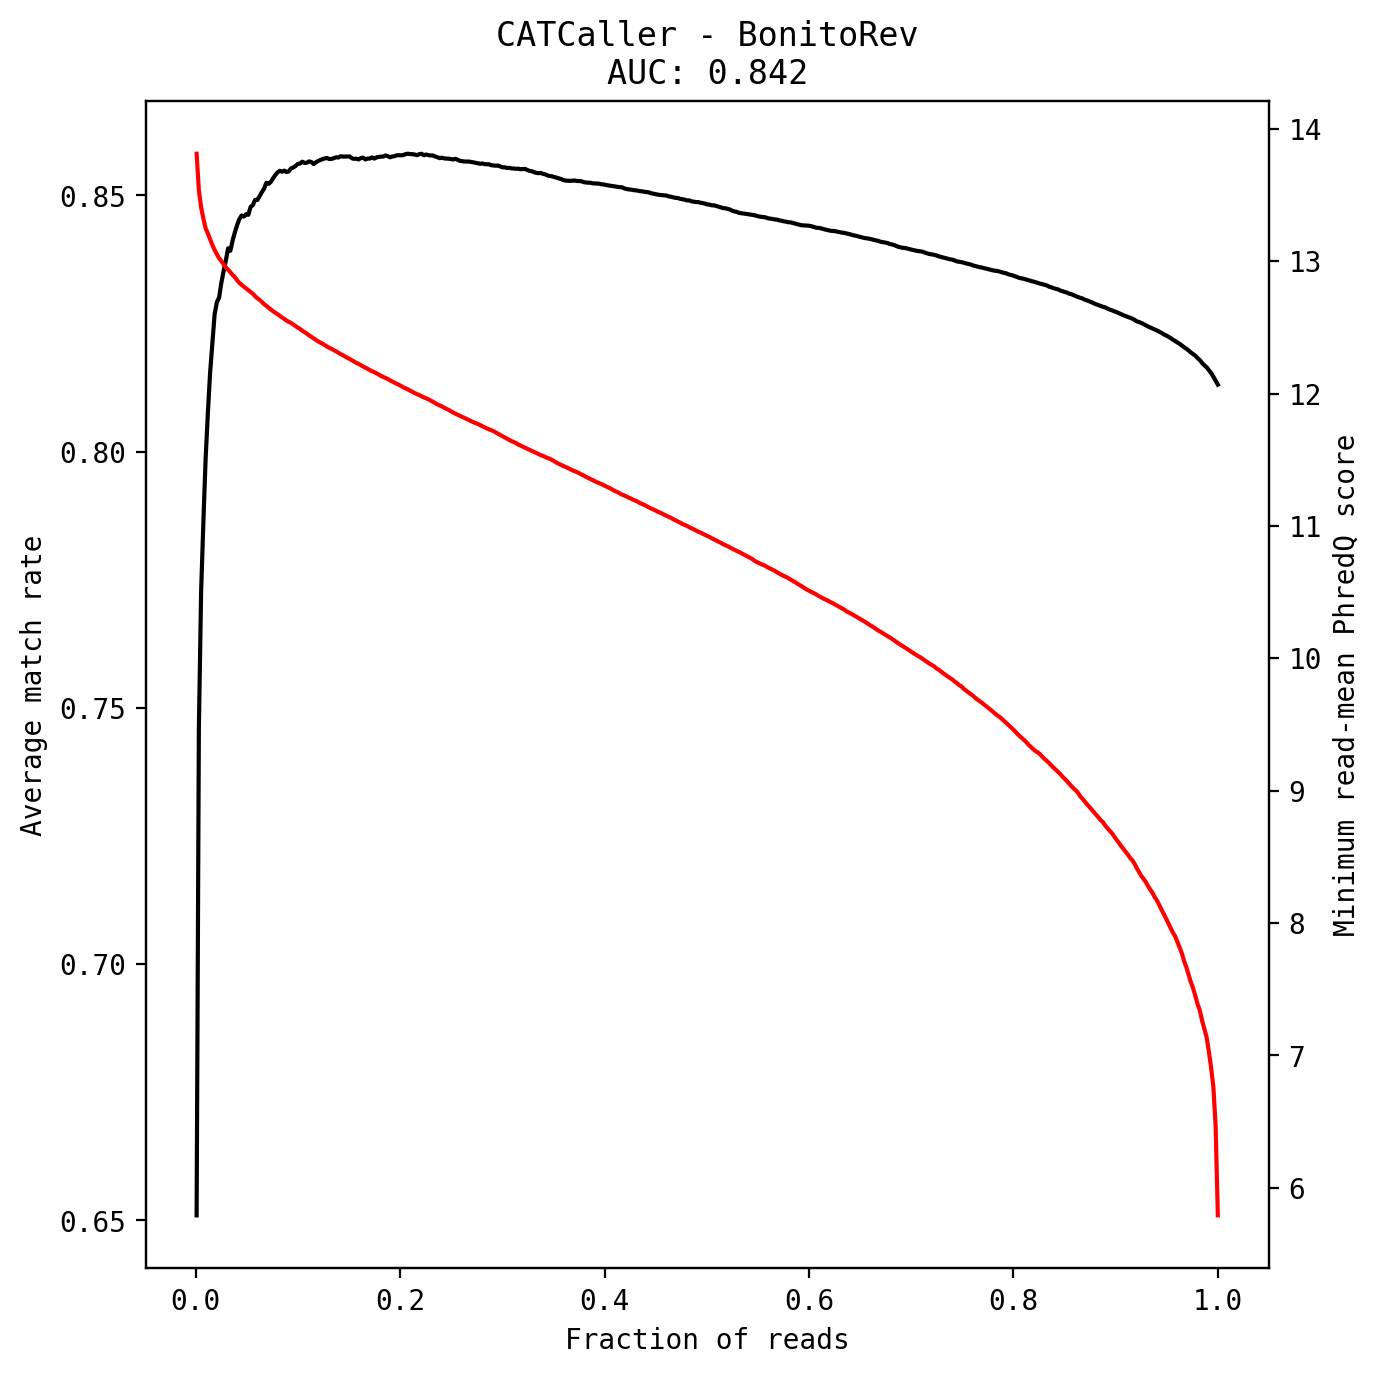 CATCaller - BonitoRev
AUC: 0.842
Average match rate
0.85
0.80
0.75
0.70
0.65
14
13
12
11
10
9
8
7
6
Minimum read-mean PhredQ score
0.0 0.2 0.4 0.6 0.8 1.0
Fraction of reads